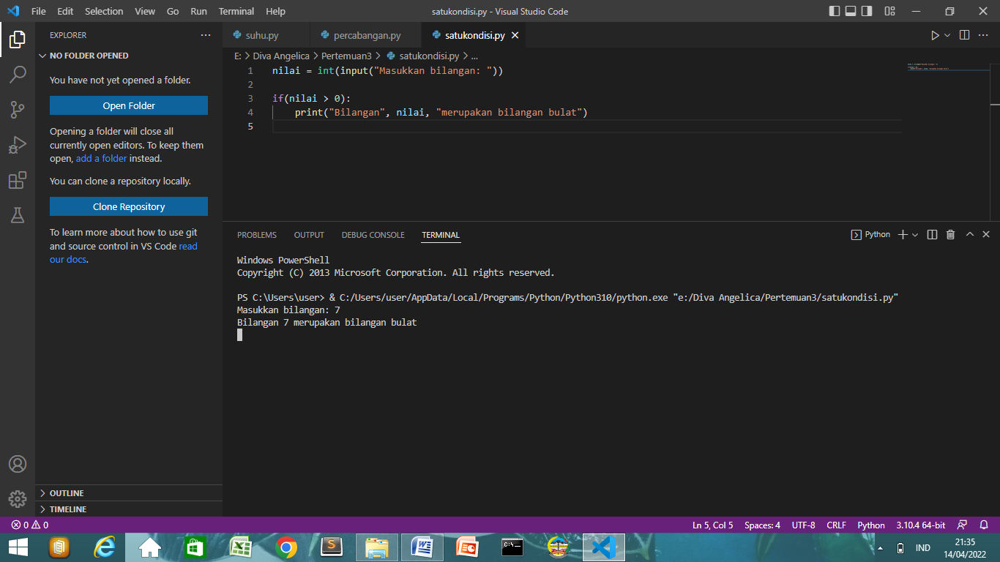 File Edit Selection View Go Run Terminal Help
satukondisi.py - Visual Studio Code
EXPLORER
NO FOLDER OPENED
You have not yet opened a folder.
Open Folder
Opening a folder will close all
currently open editors. To keep them
open, add a folder instead.
You can clone a repository locally.
Clone Repository
To learn more about how to use git
and source control in VS Code read
our docs.
OUTLINE
TIMELINE
suhu.py percabangan.py satukondisi.py
E: > Diva Angelica > Pertemuan3 > satukondisi.py > ...
1 nilai = int(input("Masukkan bilangan: "))
2
3 if(nilai > 0):
4 print("Bilangan", nilai, "merupakan bilangan bulat")
5
PROBLEMS OUTPUT DEBUG CONSOLE TERMINAL
Python
Windows PowerShell
Copyright (C) 2013 Microsoft Corporation. All rights reserved.
PS C:\Users\user> & C:/Users/user/AppData/Local/Programs/Python/Python310/python.exe "e:/Diva Angelica/Pertemuan3/satukondisi.py"
Masukkan bilangan: 7
Bilangan 7 merupakan bilangan bulat
0 0
Ln 5, Col 5 Spaces: 4 UTF-8 CRLF Python 3.10.4 64-bit
IND
21:35
14/04/2022